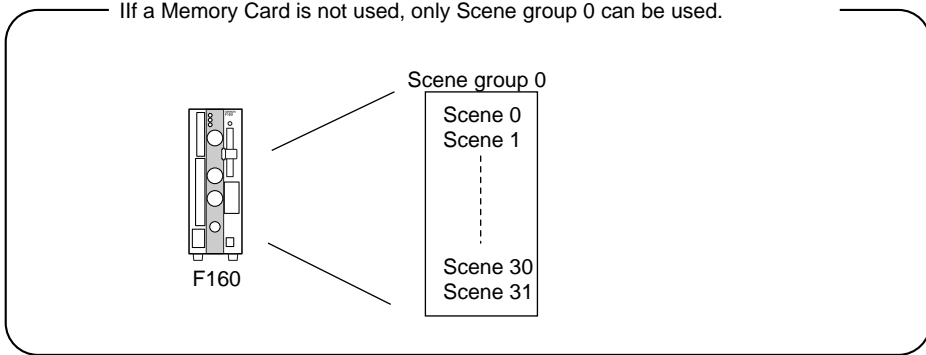 IIf a Memory Card is not used, only Scene group 0 can be used.
Scene group 0
Scene 0
Scene 1
Scene 30
Scene 31
F160